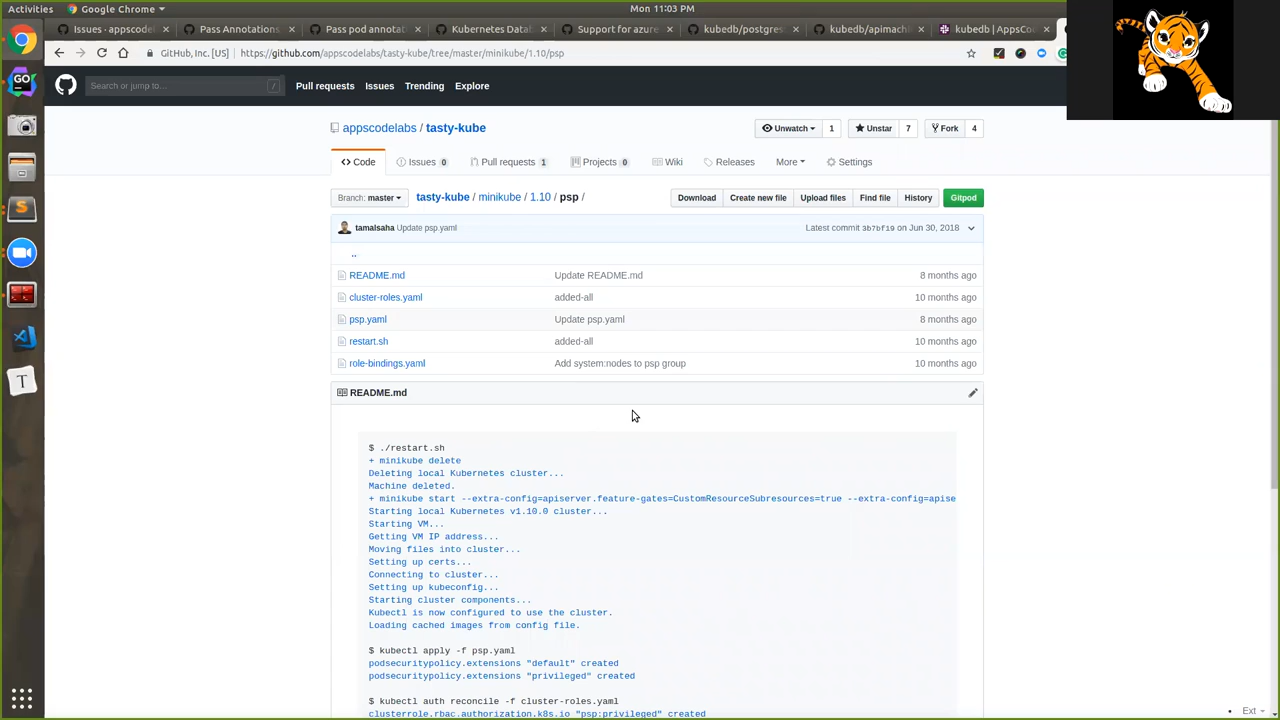 Activities Google Chrome Mon 11:03 PM
Issues · appscodel Pass Annotations Pass pod annotat Kubernetes Datab Support for azure kubedb/postgres kubedb/apimachi kubedb | AppsCo
GitHub, Inc. [US] https://github.com/appscodelabs/tasty-kube/tree/master/minikube/1.10/psp
Search or jump to... / Pull requests Issues Trending Explore
appscodelabs / tasty-kube Unwatch 1 Unstar 7 Fork 4
Code Issues 0 Pull requests 1 Projects 0 Wiki Releases More Settings
Branch: master tasty-kube / minikube / 1.10 / psp / Download Create new file Upload files Find file History Gitpod
tamalsaha Update psp.yaml Latest commit 3b7bf19 on Jun 30, 2018
..
README.md Update README.md 8 months ago
cluster-roles.yaml added-all 10 months ago
psp.yaml Update psp.yaml 8 months ago
restart.sh added-all 10 months ago
role-bindings.yaml Add system:nodes to psp group 10 months ago
README.md
$ ./restart.sh
+ minikube delete
Deleting local Kubernetes cluster...
Machine deleted.
+ minikube start --extra-config=apiserver.feature-gates=CustomResourceSubresources=true --extra-config=apise
Starting local Kubernetes v1.10.0 cluster...
Starting VM...
Getting VM IP address...
Moving files into cluster...
Setting up certs...
Connecting to cluster...
Setting up kubeconfig...
Starting cluster components...
Kubectl is now configured to use the cluster.
Loading cached images from config file.
$ kubectl apply -f psp.yaml
podsecuritypolicy.extensions "default" created
podsecuritypolicy.extensions "privileged" created
$ kubectl auth reconcile -f cluster-roles.yaml
clusterrole.rbac.authorization.k8s.io "psp:privileged" created
Ext
GO
S
T